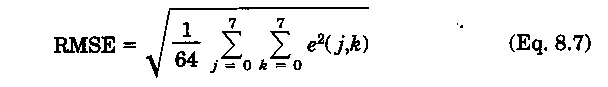 RMSE = √( 1/64 ∑_{j = 0}^{7} ∑_{k = 0}^{7} e²(j,k) ) (Eq. 8.7)